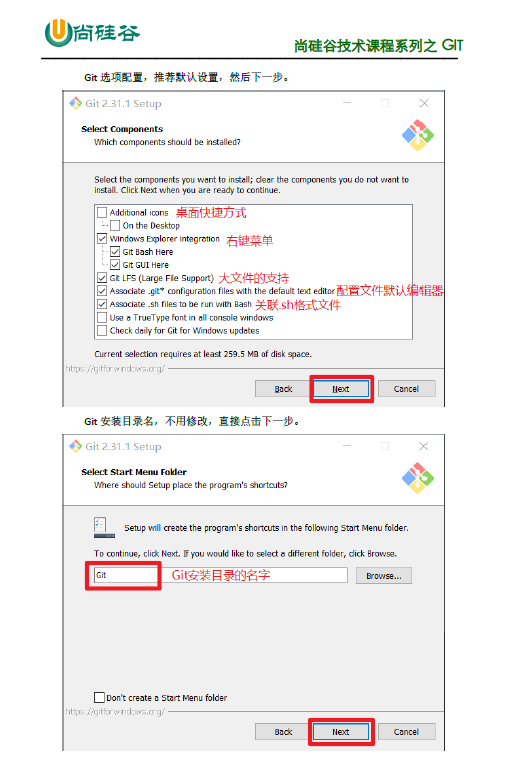 尚硅谷
尚硅谷技术课程系列之 GIT
Git 选项配置，推荐默认设置，然后下一步。
Git 2.31.1 Setup
Select Components
Which components should be installed?
Select the components you want to install; clear the components you do not want to
install. Click Next when you are ready to continue.
Additional icons 桌面快捷方式
On the Desktop
Windows Explorer integration 右键菜单
Git Bash Here
Git GUI Here
Git LFS (Large File Support) 大文件的支持
Associate .git* configuration files with the default text editor 配置文件默认编辑器
Associate .sh files to be run with Bash 关联.sh格式文件
Use a TrueType font in all console windows
Check daily for Git for Windows updates
Current selection requires at least 259.5 MB of disk space.
https://gitforwindows.org/
Back Next Cancel
Git 安装目录名，不用修改，直接点击下一步。
Git 2.31.1 Setup
Select Start Menu Folder
Where should Setup place the program's shortcuts?
Setup will create the program's shortcuts in the following Start Menu folder.
To continue, click Next. If you would like to select a different folder, click Browse.
Git Git安装目录的名字 Browse...
Don't create a Start Menu folder
https://gitforwindows.org/
Back Next Cancel